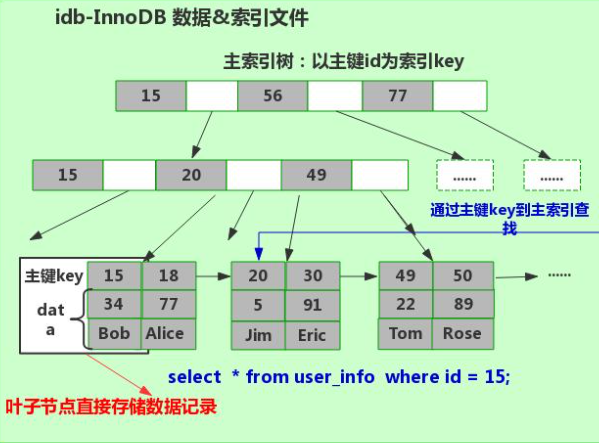 idb-InnoDB 数据&索引文件
主索引树：以主键id为索引key
15 56 77
15 20 49 ...... ......
通过主键key到主索引查
找
主键key 15 18 20 30 49 50 ......
dat
a
34 77 5 91 22 89
Bob Alice Jim Eric Tom Rose
select * from user_info where id = 15;
叶子节点直接存储数据记录